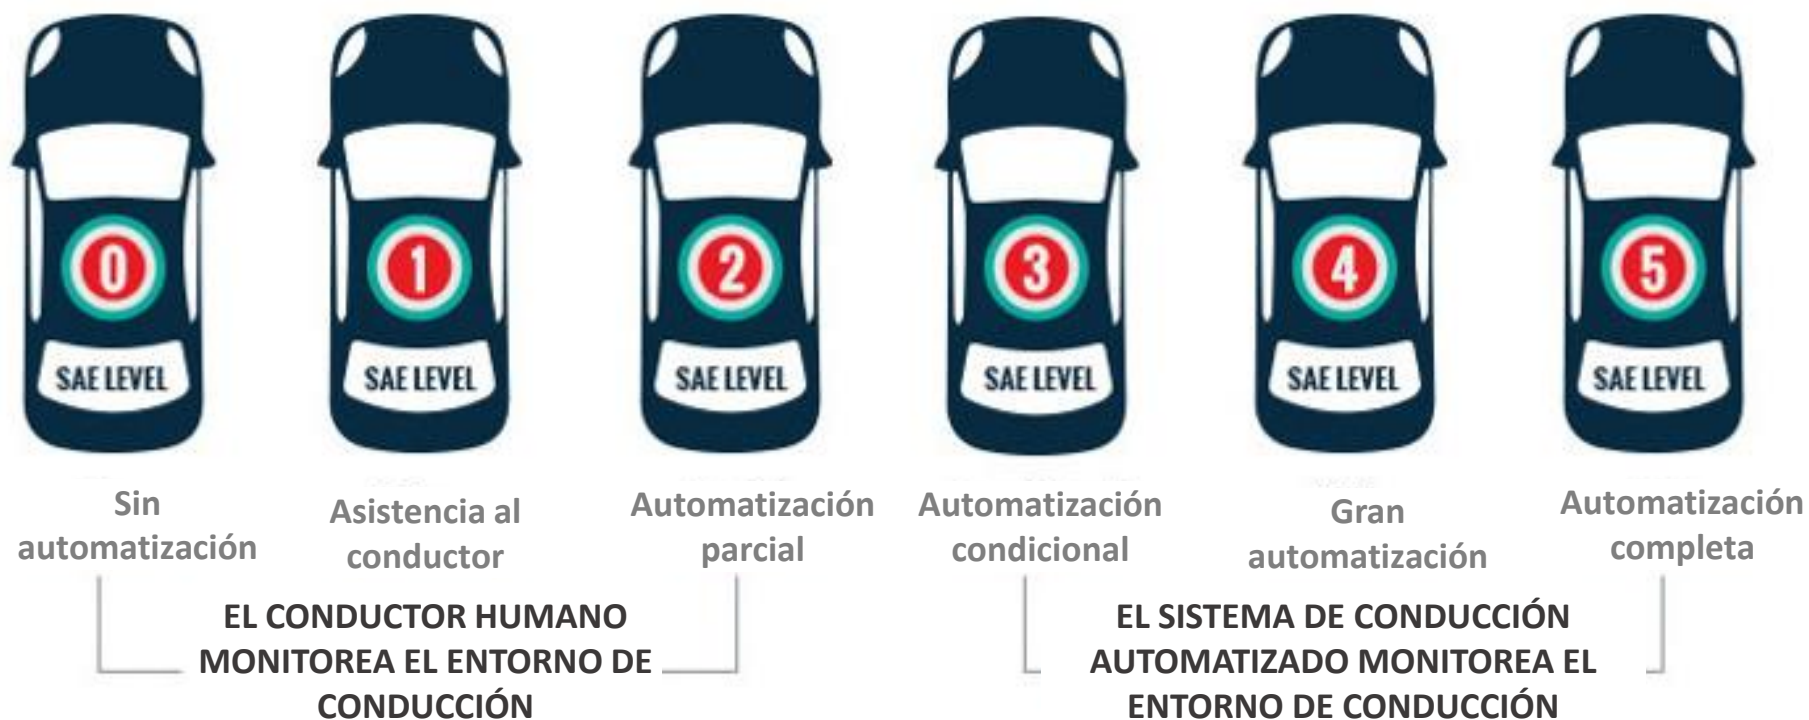 0
1
2
3
4
5
SAE LEVEL
SAE LEVEL
SAE LEVEL
SAE LEVEL
SAE LEVEL
SAE LEVEL
Sin
automatización
Asistencia al
conductor
Automatización
parcial
Automatización
condicional
Gran
automatización
Automatización
completa
EL CONDUCTOR HUMANO
MONITOREA EL ENTORNO DE
CONDUCCIÓN
EL SISTEMA DE CONDUCCIÓN
AUTOMATIZADO MONITOREA EL
ENTORNO DE CONDUCCIÓN